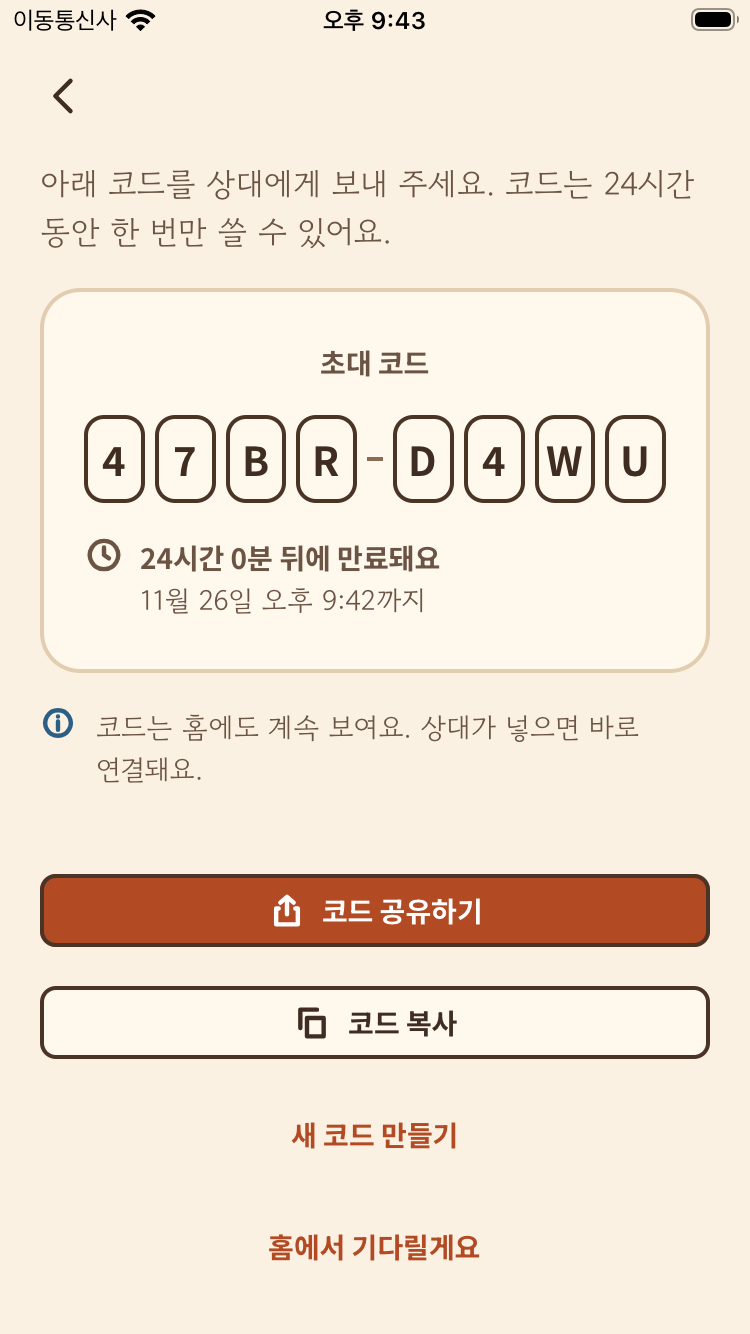 이동통신사
오후 9:43
아래 코드를 상대에게 보내 주세요. 코드는 24시간
동안 한 번만 쓸 수 있어요.
초대 코드
47BR-D4WU
24시간 0분 뒤에 만료돼요
11월 26일 오후 9:42까지
코드는 홈에도 계속 보여요. 상대가 넣으면 바로
연결돼요.
코드 공유하기
코드 복사
새 코드 만들기
홈에서 기다릴게요